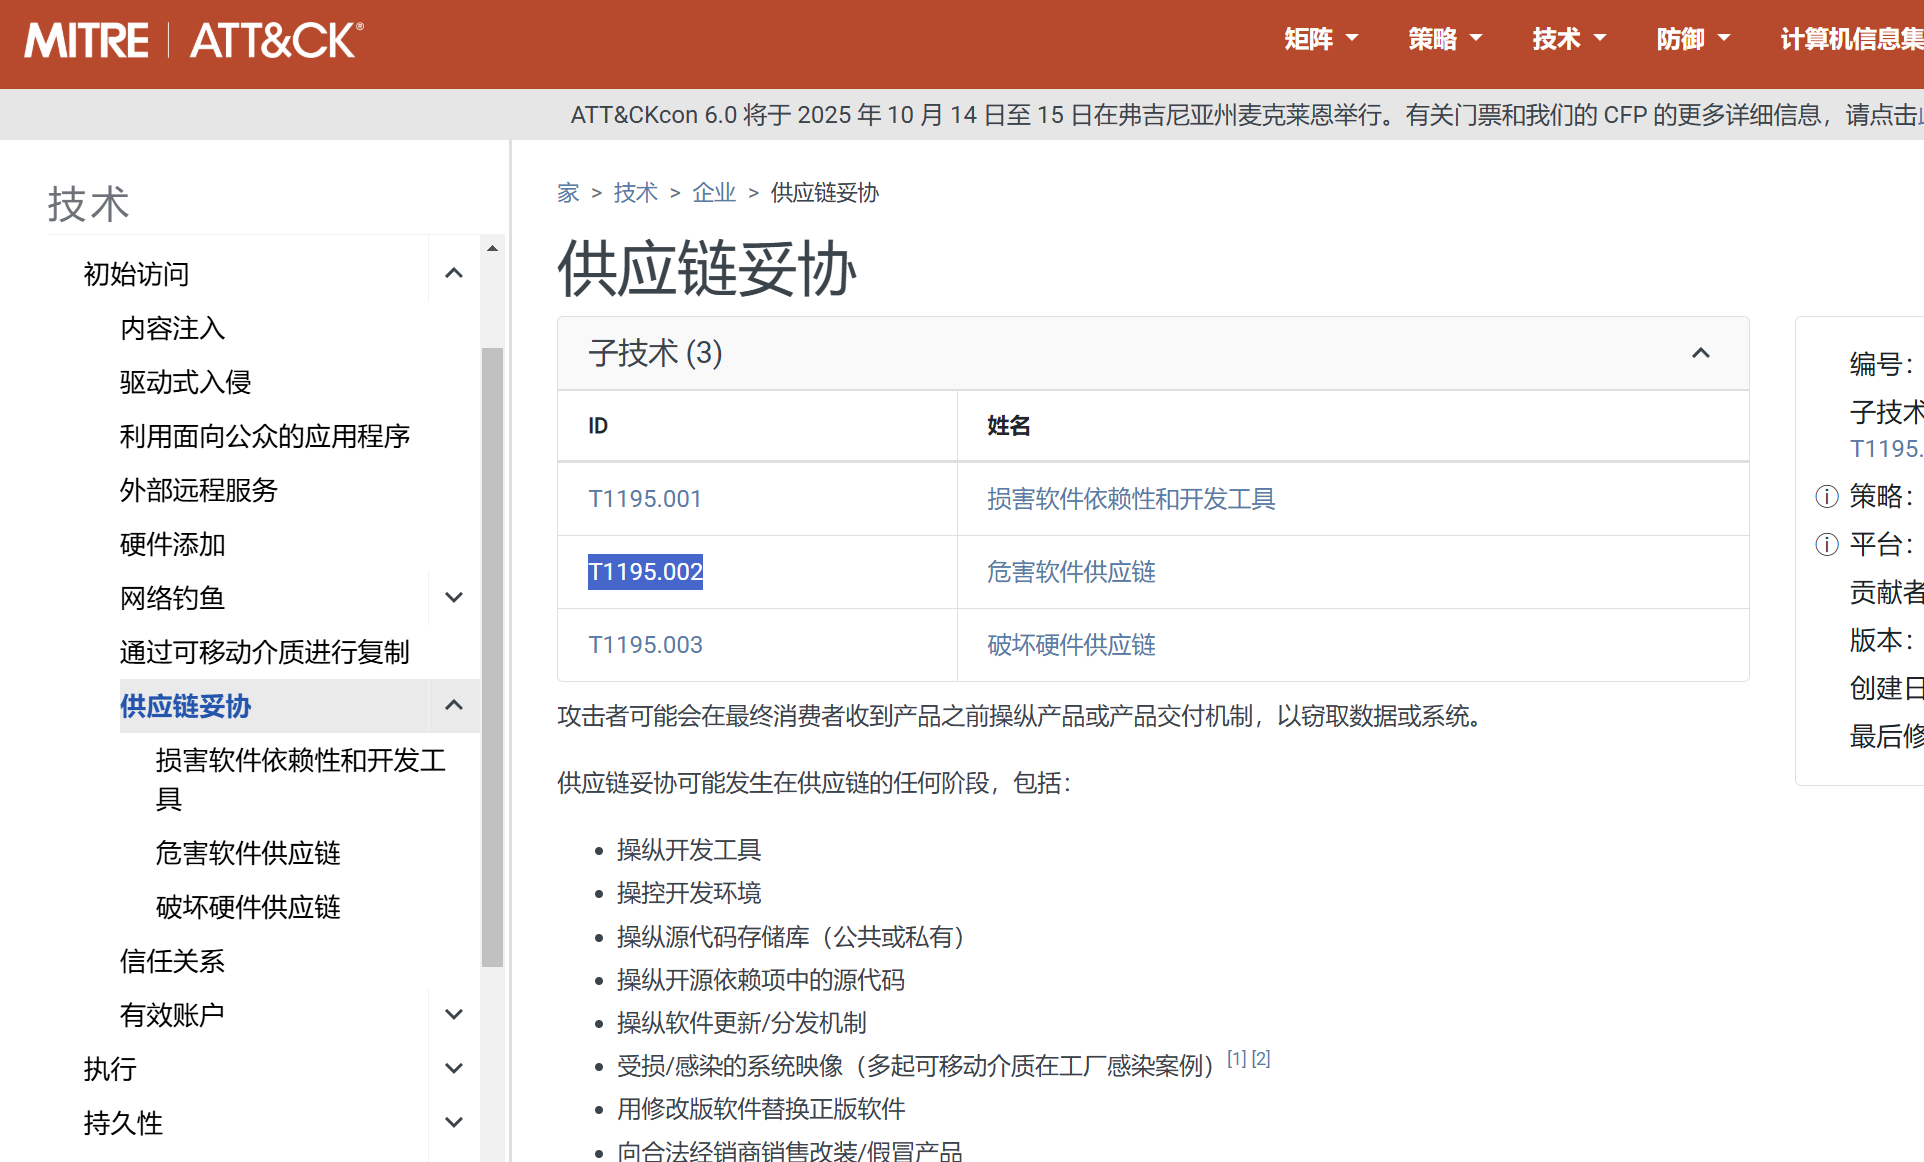 MITRE | ATT&CK®
矩阵
策略
技术
防御
计算机信息集
ATT&CKcon 6.0 将于 2025 年 10 月 14 日至 15 日在弗吉尼亚州麦克莱恩举行。有关门票和我们的 CFP 的更多详细信息，请点击
技术
初始访问
内容注入
驱动式入侵
利用面向公众的应用程序
外部远程服务
硬件添加
网络钓鱼
通过可移动介质进行复制
供应链妥协
损害软件依赖性和开发工
具
危害软件供应链
破坏硬件供应链
信任关系
有效账户
执行
持久性
家 > 技术 > 企业 > 供应链妥协
供应链妥协
子技术 (3)
ID 姓名
T1195.001 损害软件依赖性和开发工具
T1195.002 危害软件供应链
T1195.003 破坏硬件供应链
攻击者可能会在最终消费者收到产品之前操纵产品或产品交付机制，以窃取数据或系统。
供应链妥协可能发生在供应链的任何阶段，包括：
• 操纵开发工具
• 操控开发环境
• 操纵源代码存储库（公共或私有）
• 操纵开源依赖项中的源代码
• 操纵软件更新/分发机制
• 受损/感染的系统映像（多起可移动介质在工厂感染案例）[1] [2]
• 用修改版软件替换正版软件
• 向合法经销商销售改装/假冒产品
编号：
子技术
T1195.
策略：
平台：
贡献者
版本：
创建日
最后修